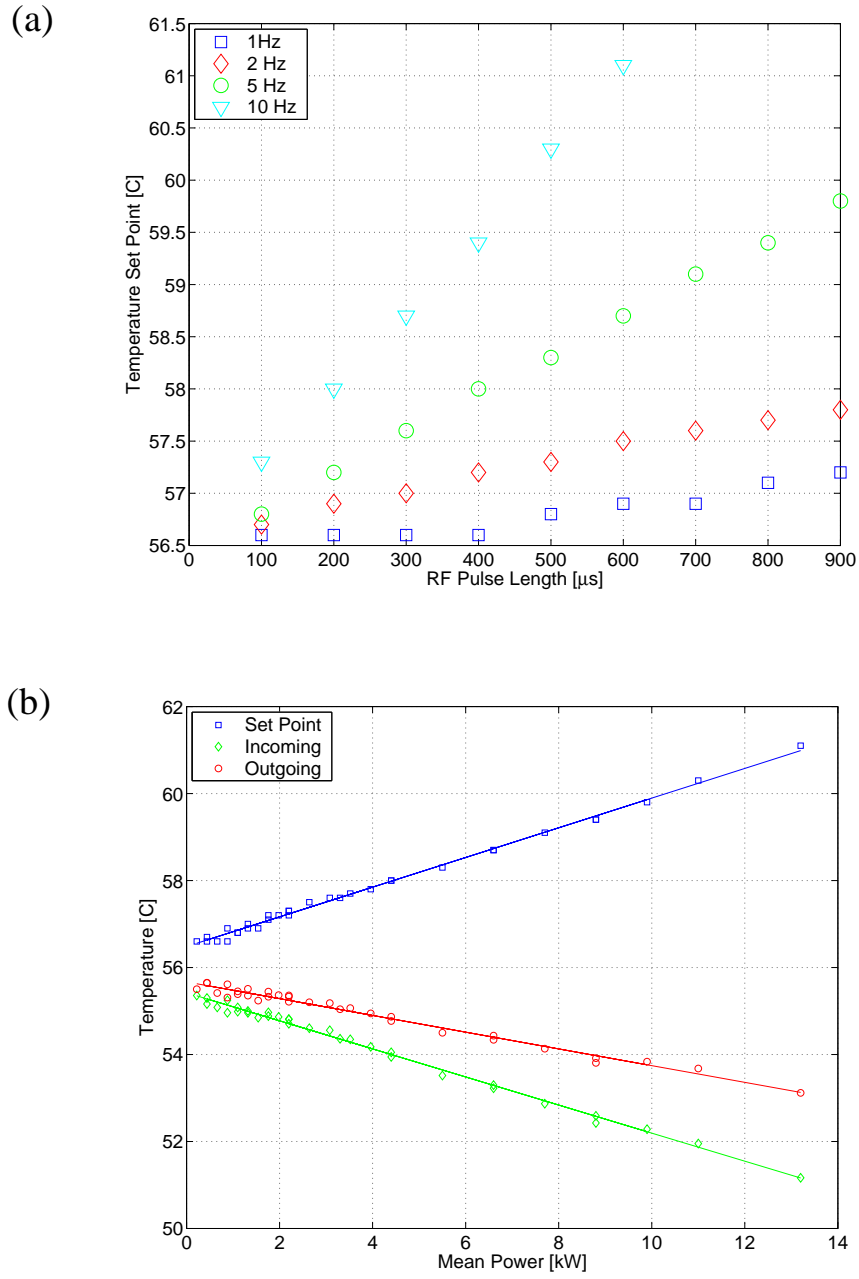 (a)
61.5
61
60.5
60
59.5
59
58.5
58
57.5
57
56.5
Temperature Set Point [C]
1Hz
2 Hz
5 Hz
10 Hz
0 100 200 300 400 500 600 700 800 900
RF Pulse Length [μs]
(b)
62
60
58
56
54
52
50
Temperature [C]
Set Point
Incoming
Outgoing
0 2 4 6 8 10 12 14
Mean Power [kW]